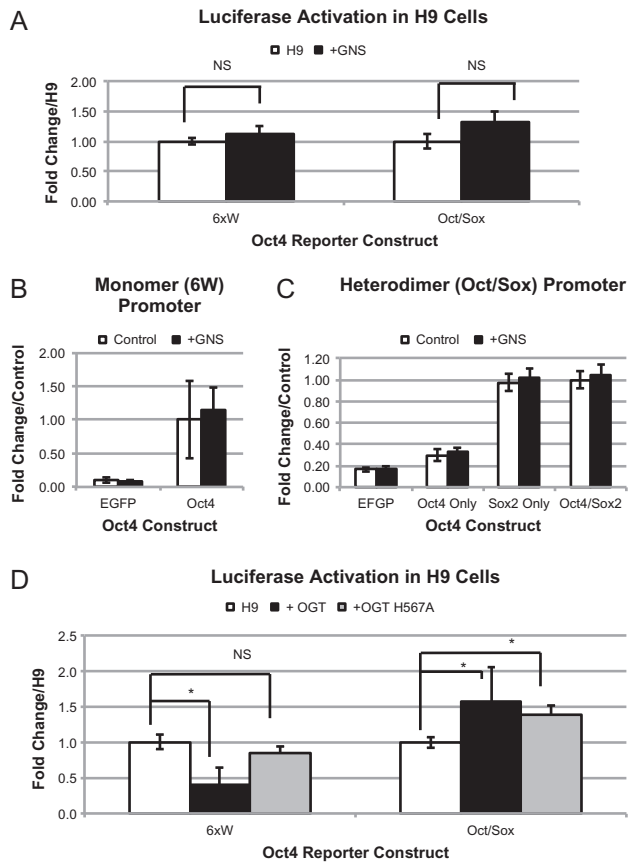 A
Luciferase Activation in H9 Cells
H9 +GNS
NS NS
Fold Change/H9
2.00
1.50
1.00
0.50
0.00
6xW Oct/Sox
Oct4 Reporter Construct
B
Monomer (6W)
Promoter
Control +GNS
Fold Change/Control
2.00
1.50
1.00
0.50
0.00
EGFP Oct4
Oct4 Construct
C
Heterodimer (Oct/Sox) Promoter
Control +GNS
Fold Change/Control
1.20
1.00
0.80
0.60
0.40
0.20
0.00
EFGP Oct4 Only Sox2 Only Oct4/Sox2
Oct4 Construct
D
Luciferase Activation in H9 Cells
H9 + OGT +OGT H567A
NS
*
*
*
Fold Change/H9
2.5
2.0
1.5
1.0
0.5
0.0
6xW Oct/Sox
Oct4 Reporter Construct